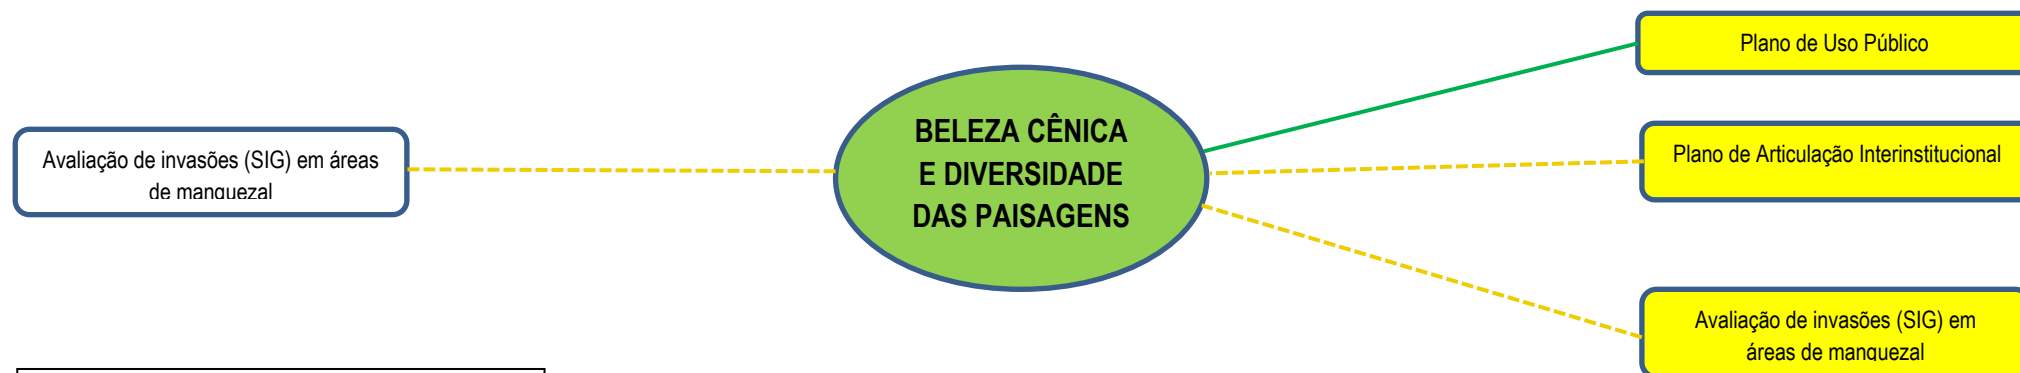 Avaliação de invasões (SIG) em áreas
de manguezal
BELEZA CÊNICA
E DIVERSIDADE
DAS PAISAGENS
Plano de Uso Público
Plano de Articulação Interinstitucional
Avaliação de invasões (SIG) em
áreas de manguezal